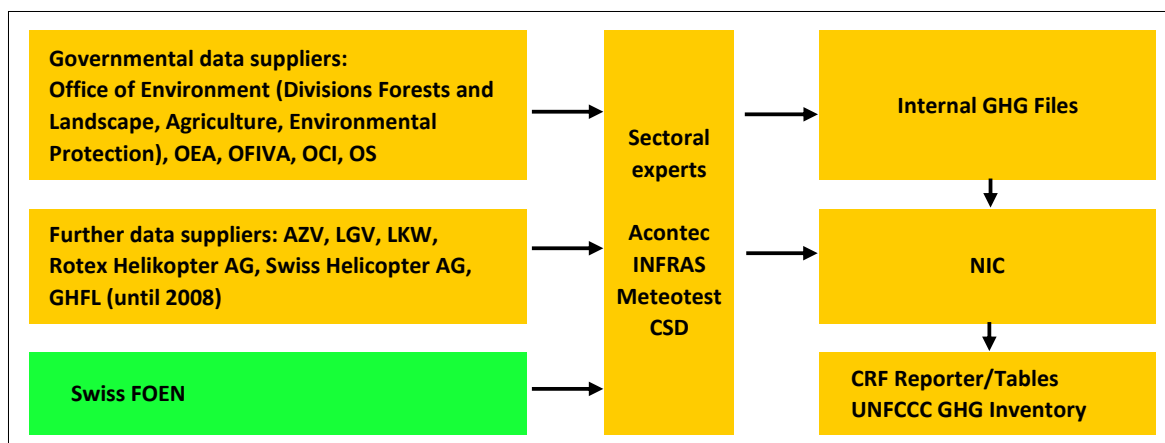 Governmental data suppliers:
Office of Environment (Divisions Forests and
Landscape, Agriculture, Environmental
Protection), OEA, OFIVA, OCI, OS
Further data suppliers: AZV, LGV, LKW,
Rotex Helikopter AG, Swiss Helicopter AG,
GHFL (until 2008)
Swiss FOEN
Sectoral
experts
Acontec
INFRAS
Meteotest
CSD
Internal GHG Files
NIC
CRF Reporter/Tables
UNFCCC GHG Inventory